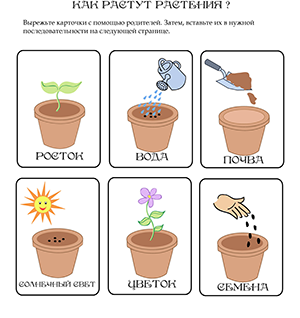 КАК РАСТУТ РАСТЕНИЯ ?
Вырежьте карточки с помощью родителей. Затем, вставьте их в нужной
последовательности на следующей странице.
РОСТОК
ВОДА
ПОЧВА
СОЛНЕЧНЫЙ СВЕТ
ЦВЕТОК
СЕМЕНА